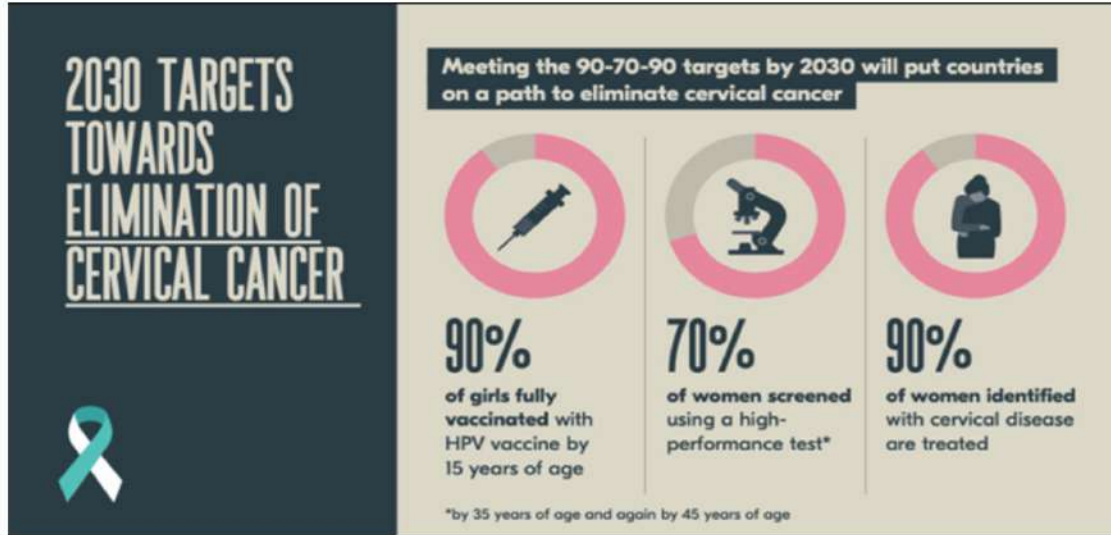 2030 TARGETS
TOWARDS
ELIMINATION OF
CERVICAL CANCER
Meeting the 90-70-90 targets by 2030 will put countries
on a path to eliminate cervical cancer
90%
of girls fully
vaccinated with
HPV vaccine by
15 years of age
70%
of women screened
using a high-
performance test*
90%
of women identified
with cervical disease
are treated
*by 35 years of age and again by 45 years of age